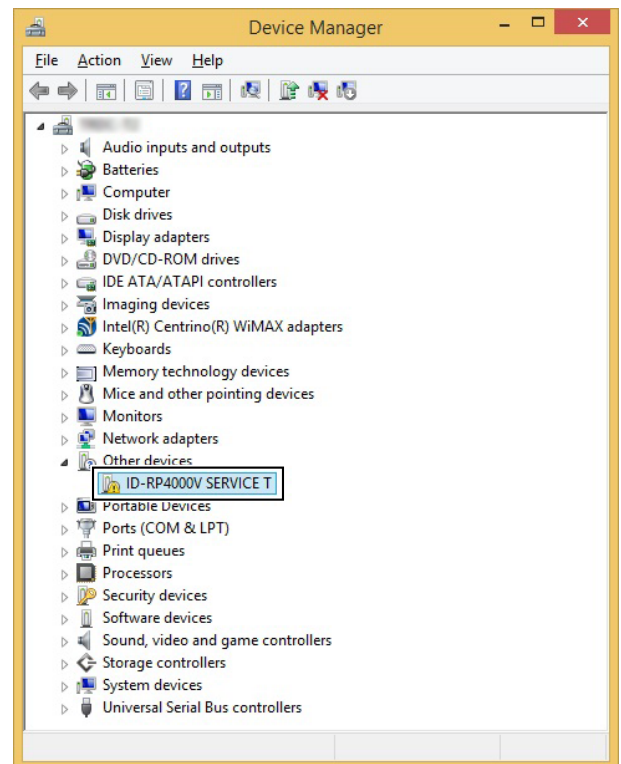 Device Manager
File Action View Help
Audio inputs and outputs
Batteries
Computer
Disk drives
Display adapters
DVD/CD-ROM drives
IDE ATA/ATAPI controllers
Imaging devices
Intel(R) Centrino(R) WiMAX adapters
Keyboards
Memory technology devices
Mice and other pointing devices
Monitors
Network adapters
Other devices
ID-RP4000V SERVICE T
Portable Devices
Ports (COM & LPT)
Print queues
Processors
Security devices
Software devices
Sound, video and game controllers
Storage controllers
System devices
Universal Serial Bus controllers